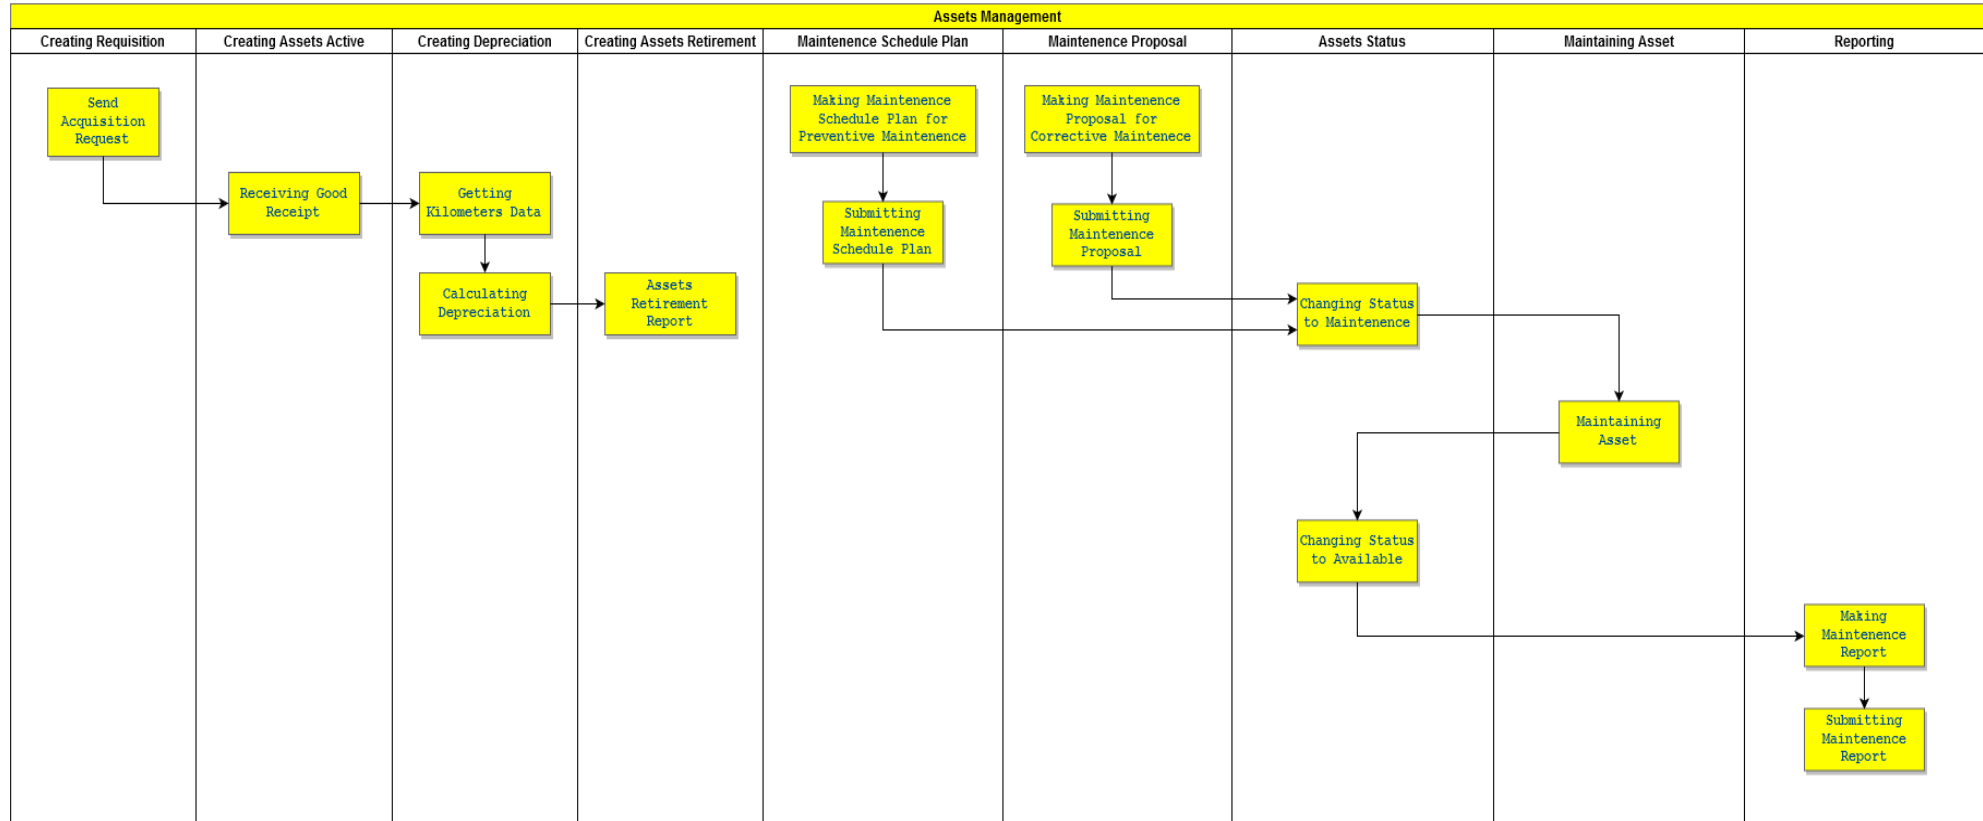 Assets Management
Creating Requisition
Creating Assets Active
Creating Depreciation
Creating Assets Retirement
Maintenence Schedule Plan
Maintenence Proposal
Assets Status
Maintaining Asset
Reporting
Send
Acquisition
Request
Receiving Good
Receipt
Getting
Kilometers Data
Calculating
Depreciation
Assets
Retirement
Report
Making Maintenence
Schedule Plan for
Preventive Maintenence
Submitting
Maintenence
Schedule Plan
Making Maintenence
Proposal for
Corrective Maintenece
Submitting
Maintenence
Proposal
Changing Status
to Maintenence
Maintaining
Asset
Changing Status
to Available
Making
Maintenence
Report
Submitting
Maintenence
Report